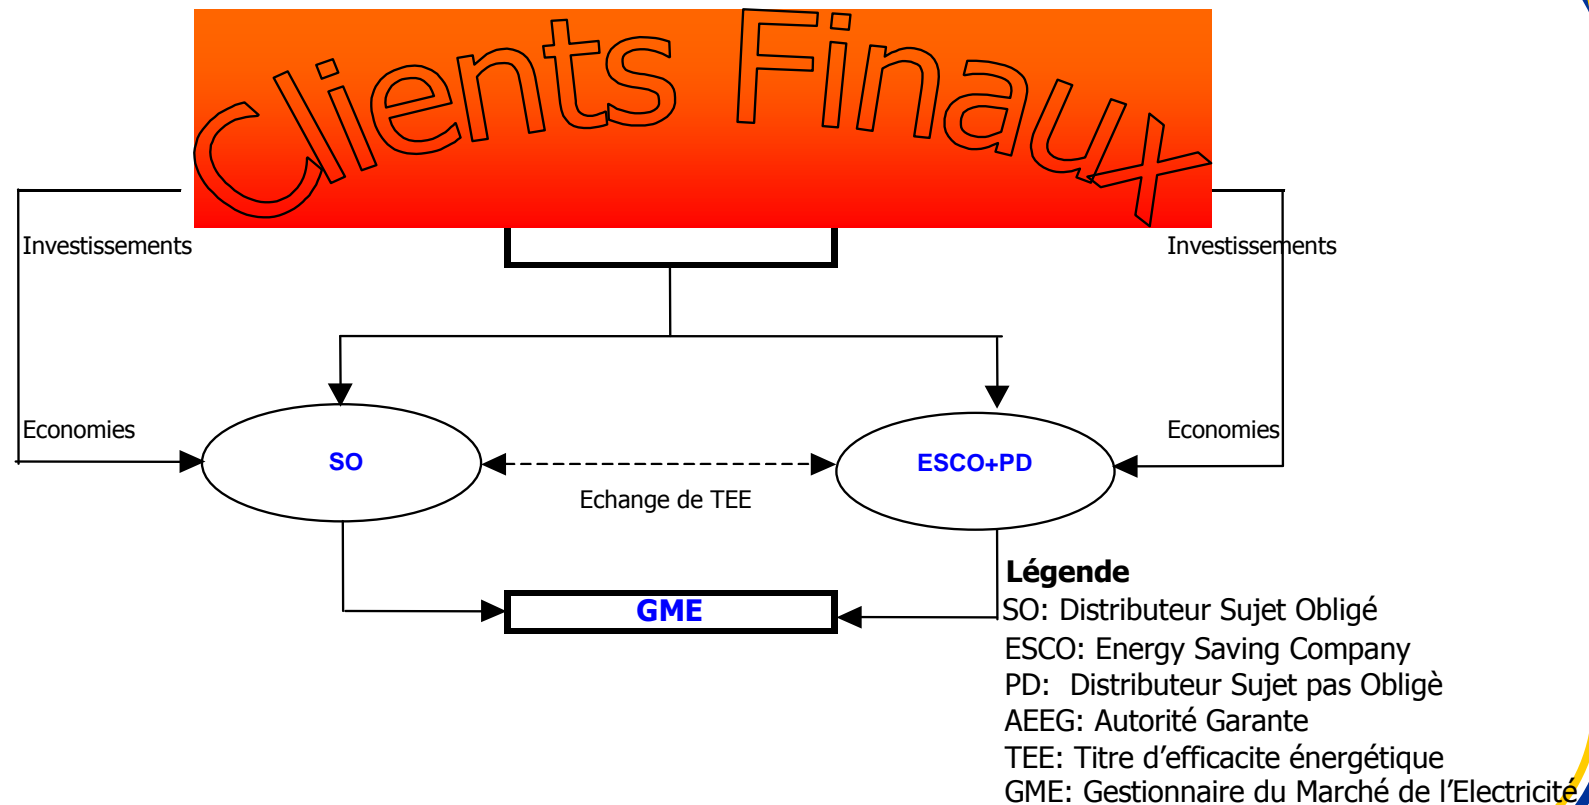 Clients Finaux
Investissements
Investissements
Economies
Economies
SO
ESCO+PD
Echange de TEE
GME
Légende
SO: Distributeur Sujet Obligé
ESCO: Energy Saving Company
PD: Distributeur Sujet pas Obligè
AEEG: Autorité Garante
TEE: Titre d’efficacite énergétique
GME: Gestionnaire du Marché de l’Electricité